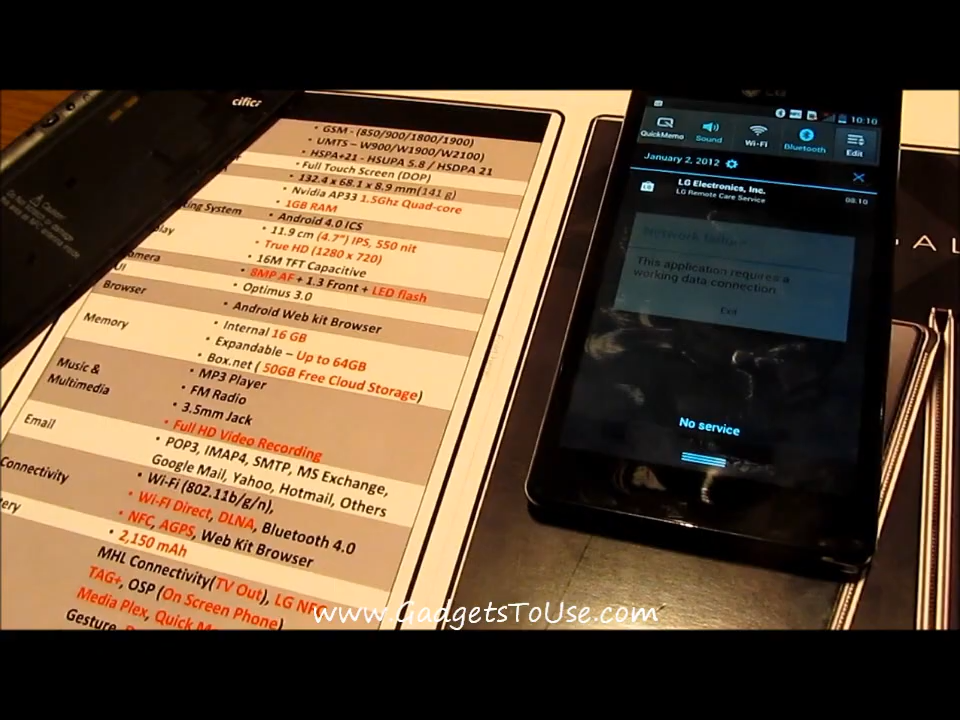 cifica
• GSM - (850/900/1800/1900)
• UMTS – W900/W1900/W2100)
• HSPA+21 - HSUPA 5.8 / HSDPA 21
• Full Touch Screen (DOP)
• 132.4 x 68.1 x 8.9 mm(141 g)
• Nvidia AP33 1.5Ghz Quad-core
• 1GB RAM
ing System
• Android 4.0 ICS
lay
• 11.9 cm (4.7") IPS, 550 nit
• True HD (1280 x 720)
• 16M TFT Capacitive
amera
• 8MP AF + 1.3 Front + LED flash
UI
• Optimus 3.0
Browser
• Android Web kit Browser
Memory
• Internal 16 GB
• Expandable – Up to 64GB
• Box.net ( 50GB Free Cloud Storage)
Music &
Multimedia
• MP3 Player
• FM Radio
• 3.5mm Jack
• Full HD Video Recording
Email
• POP3, IMAP4, SMTP, MS Exchange,
Google Mail, Yahoo, Hotmail, Others
Connectivity
• Wi-Fi (802.11b/g/n),
• Wi-FI Direct, DLNA, Bluetooth 4.0
• NFC, AGPS, Web Kit Browser
tery
• 2,150 mAh
MHL Connectivity(TV Out), LG NF
TAG+, OSP (On Screen Phone)
Media Plex, Quick M
Gesture,
LG
10:10
QuickMemo
Sound
Wi-Fi
Bluetooth
Edit
January 2, 2012
LG Electronics, Inc.
LG Remote Care Service
08:10
Network failure
This application requires a
working data connection.
Exit
No service
AL
www.GadgetsToUse.com